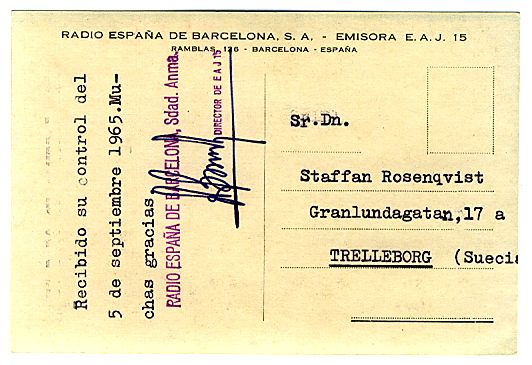 RADIO ESPAÑA DE BARCELONA, S. A. - EMISORA E. A. J. 15
RAMBLAS, 126 - BARCELONA - ESPAÑA
Recibido su control del
5 de septiembre 1965.Mu-
chas gracias
RADIO ESPAÑA DE BARCELONA, Sdad. Anma.
DIRECTOR DE E A J 15
Sr.Dn.
Staffan Rosenqvist
Granlundagatan,17 a
TRELLEBORG (Suecia